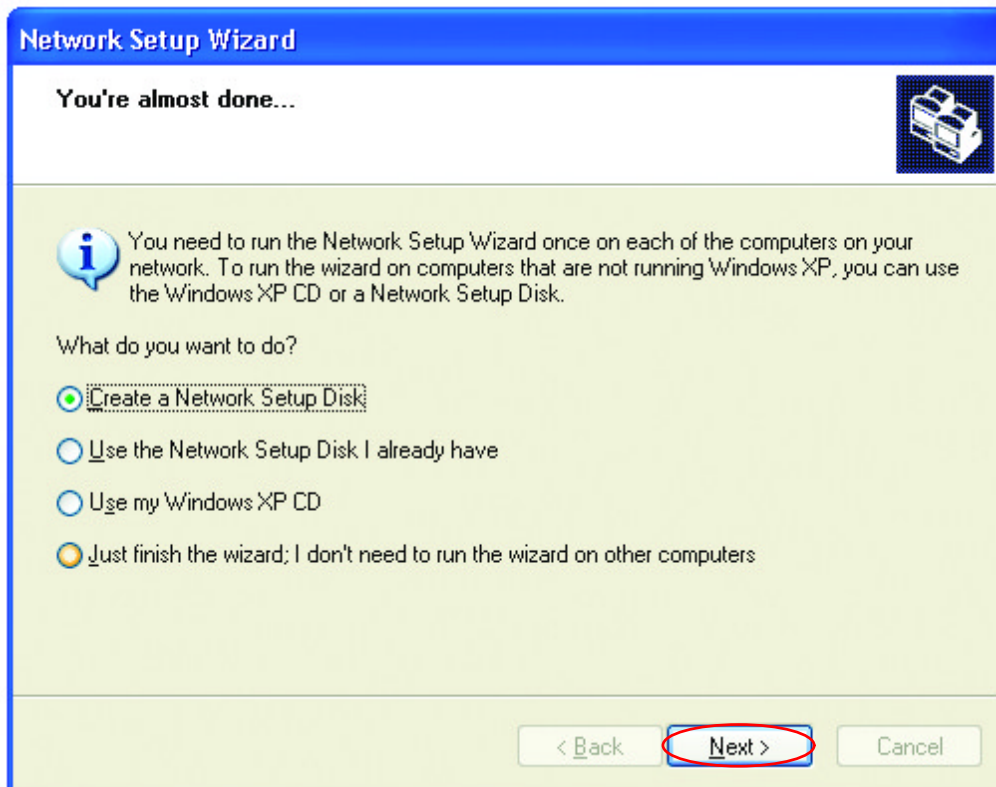 Network Setup Wizard
You're almost done...
You need to run the Network Setup Wizard once on each of the computers on your
network. To run the wizard on computers that are not running Windows XP, you can use
the Windows XP CD or a Network Setup Disk.
What do you want to do?
Create a Network Setup Disk
Use the Network Setup Disk I already have
Use my Windows XP CD
Just finish the wizard; I don't need to run the wizard on other computers
< Back Next > Cancel